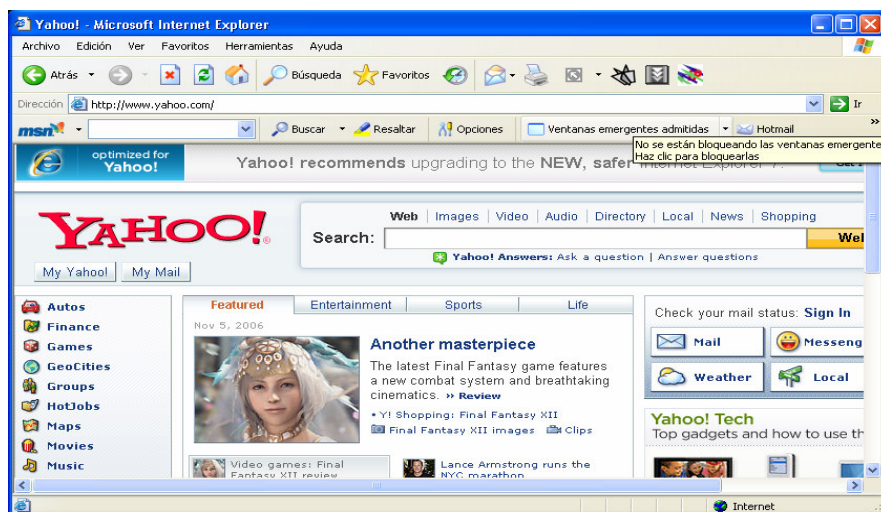 Yahoo! - Microsoft Internet Explorer
Archivo Edición Ver Favoritos Herramientas Ayuda
Atrás Búsqueda Favoritos
Dirección http://www.yahoo.com/ Ir
msn Buscar Resaltar Opciones Ventanas emergentes admitidas Hotmail »
No se están bloqueando las ventanas emergente
Haz clic para bloquearlas
optimized for
Yahoo!
Yahoo! recommends upgrading to the NEW, safer Internet Explorer 7.
YAHOO!
Web | Images | Video | Audio | Directory | Local | News | Shopping
Search: We
Yahoo! Answers: Ask a question | Answer questions
My Yahoo! My Mail
Autos
Finance
Games
GeoCities
Groups
HotJobs
Maps
Movies
Music
Featured Entertainment Sports Life
Nov 5, 2006
Another masterpiece
The latest Final Fantasy game features
a new combat system and breathtaking
cinematics. » Review
• Y! Shopping: Final Fantasy XII
Final Fantasy XII images Clips
Video games: Final
Fantasy XII review
Lance Armstrong runs the
NYC marathon
Check your mail status: Sign In
Mail Messeng
Weather Local
Yahoo! Tech
Top gadgets and how to use th
Internet